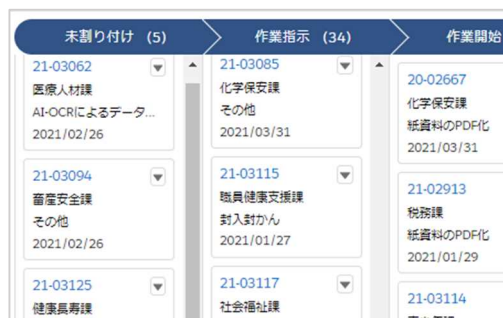 未割り付け (5)
作業指示 (34)
作業開始
21-03062
医療人材課
AI-OCRによるデータ...
2021/02/26
21-03094
畜産安全課
その他
2021/02/26
21-03125
健康長寿課
21-03085
化学保安課
その他
2021/03/31
21-03115
職員健康支援課
封入封かん
2021/01/27
21-03117
社会福祉課
20-02667
化学保安課
紙資料のPDF化
2021/03/31
21-02913
税務課
紙資料のPDF化
2021/01/29
21-03114